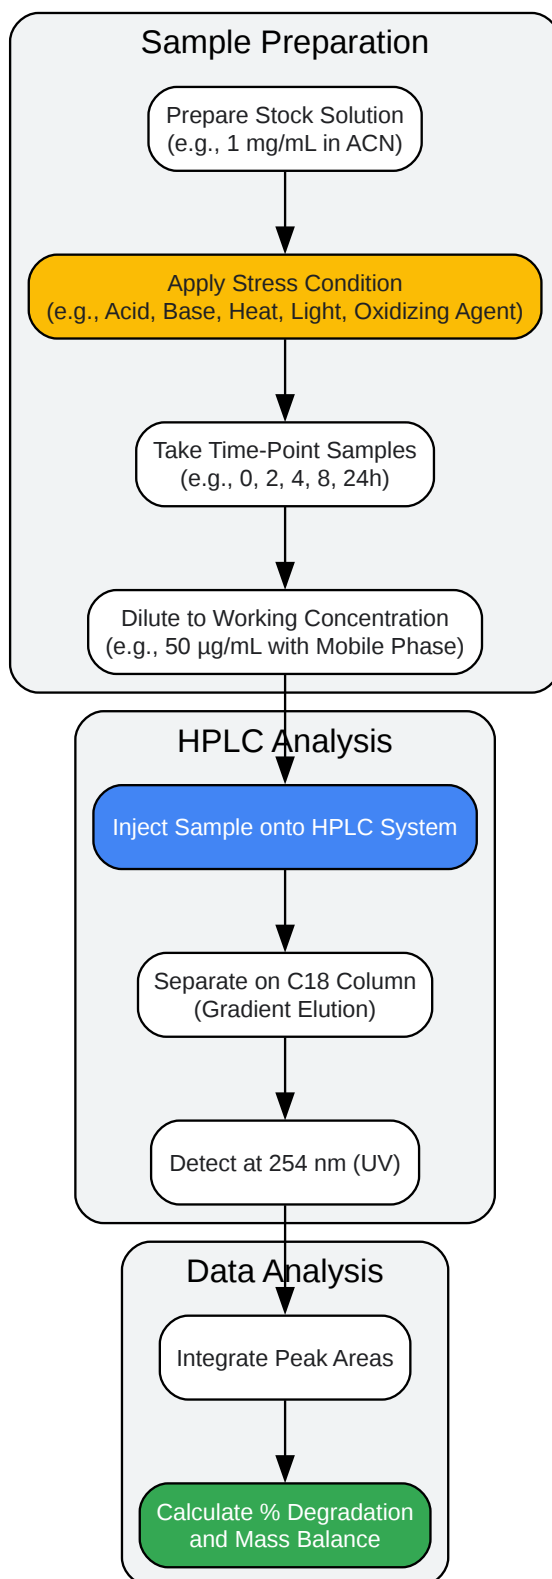 Sample Preparation
Prepare Stock Solution
(e.g., 1 mg/mL in ACN)
Apply Stress Condition
(e.g., Acid, Base, Heat, Light, Oxidizing Agent)
Take Time-Point Samples
(e.g., 0, 2, 4, 8, 24h)
Dilute to Working Concentration
(e.g., 50 µg/mL with Mobile Phase)
HPLC Analysis
Inject Sample onto HPLC System
Separate on C18 Column
(Gradient Elution)
Detect at 254 nm (UV)
Data Analysis
Integrate Peak Areas
Calculate % Degradation
and Mass Balance